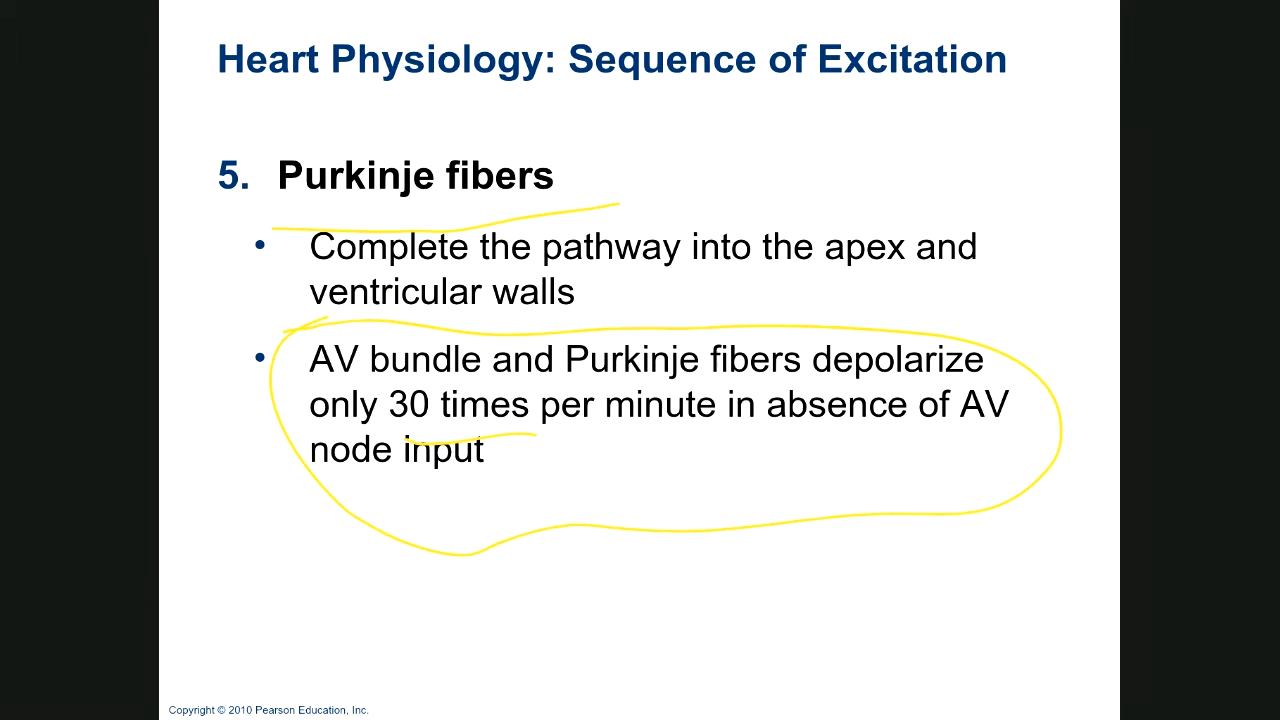 Heart Physiology: Sequence of Excitation
5. Purkinje fibers
• Complete the pathway into the apex and
ventricular walls
• AV bundle and Purkinje fibers depolarize
only 30 times per minute in absence of AV
node input
Copyright © 2010 Pearson Education, Inc.